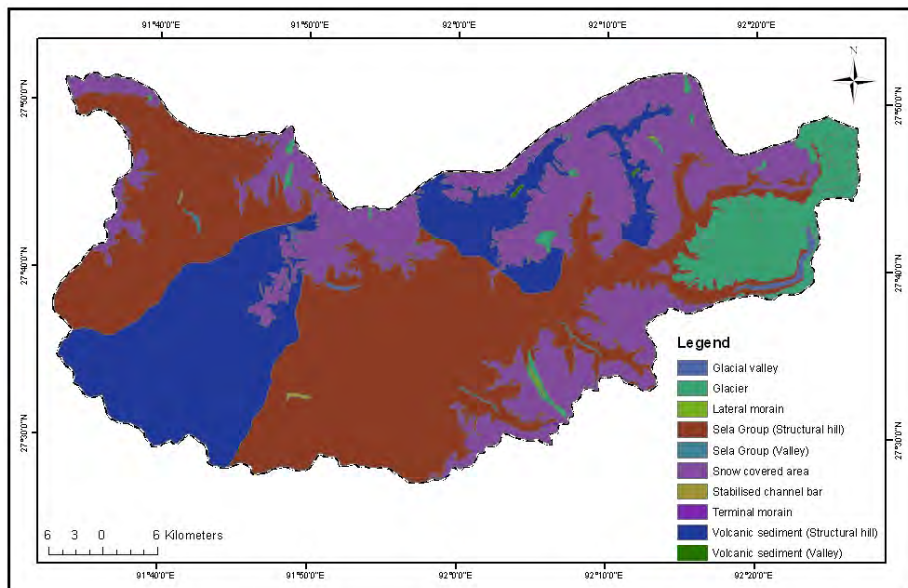 91°40'0"E 91°50'0"E 92°0'0"E 92°10'0"E 92°20'0"E
N
27°50'0"N 27°50'0"N
27°40'0"N 27°40'0"N
27°30'0"N 27°30'0"N
Legend
Glacial valley
Glacier
Lateral morain
Sela Group (Structural hill)
Sela Group (Valley)
Snow covered area
Stabilised channel bar
Terminal morain
Volcanic sediment (Structural hill)
Volcanic sediment (Valley)
6 3 0 6 Kilometers
91°40'0"E 91°50'0"E 92°0'0"E 92°10'0"E 92°20'0"E